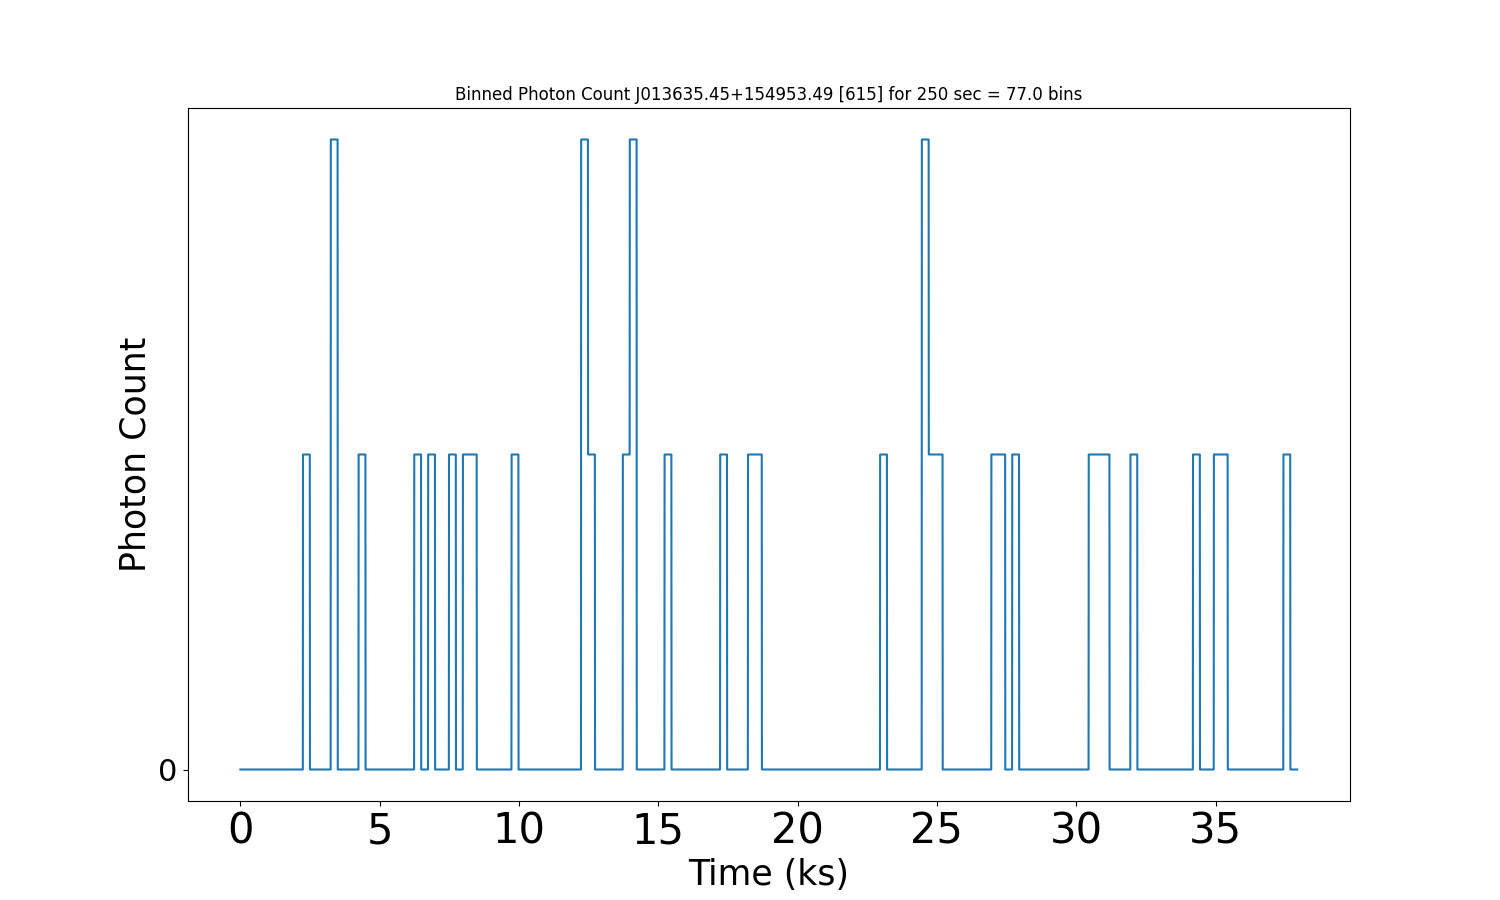 Binned Photon Count J013635.45+154953.49 [615] for 250 sec = 77.0 bins
Photon Count
0
0 5 10 15 20 25 30 35
Time (ks)